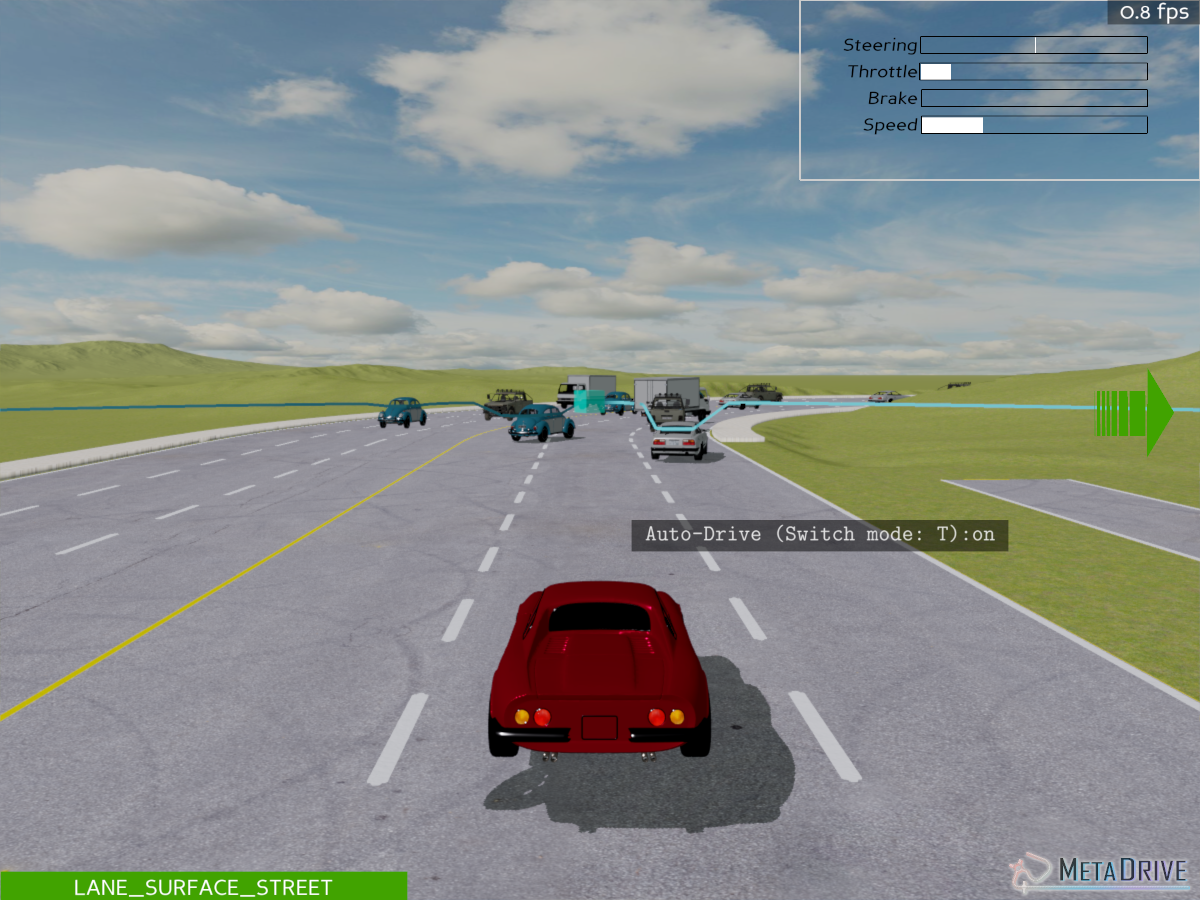 0.8 fps
Steering
Throttle
Brake
Speed
Auto-Drive (Switch mode: T):on
LANE_SURFACE_STREET
METADRIVE